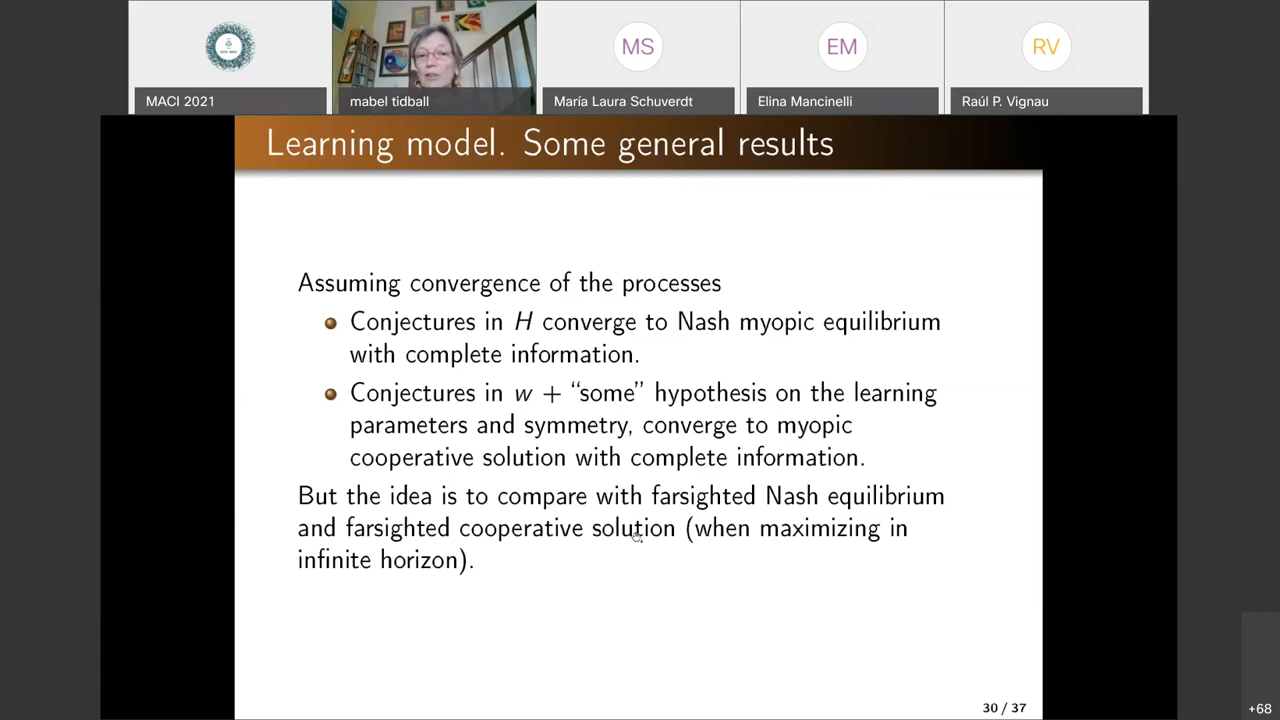 MS
EM
RV
MACI 2021
mabel tidball
María Laura Schuverdt
Elina Mancinelli
Raúl P. Vignau
Learning model. Some general results
Assuming convergence of the processes
Conjectures in H converge to Nash myopic equilibrium
with complete information.
Conjectures in w + “some” hypothesis on the learning
parameters and symmetry, converge to myopic
cooperative solution with complete information.
But the idea is to compare with farsighted Nash equilibrium
and farsighted cooperative solution (when maximizing in
infinite horizon).
30 / 37
+68